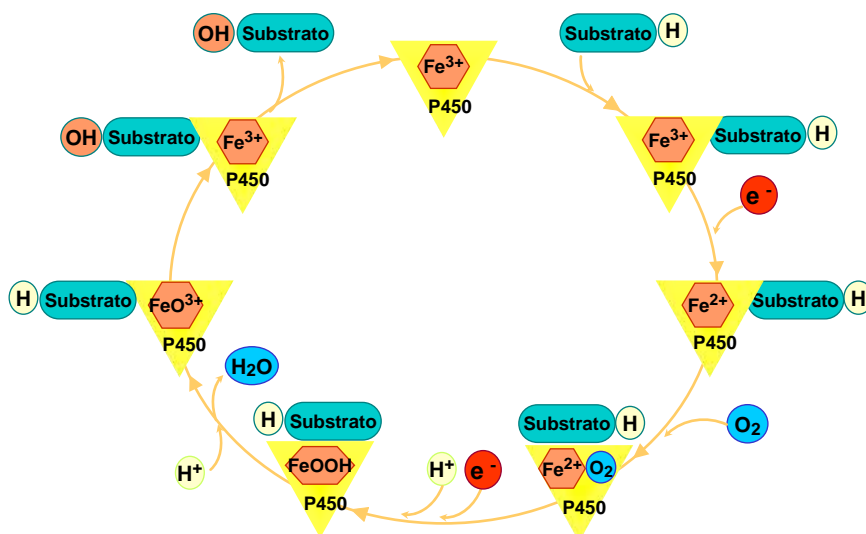 OH Substrato
Fe³⁺
P450
Substrato H
OH Substrato
Fe³⁺
P450
Fe³⁺
P450
Substrato H
e⁻
H Substrato
FeO³⁺
P450
Fe²⁺
P450
Substrato H
H₂O
H Substrato
FeOOH
P450
Substrato H
Fe²⁺ O₂
P450
O₂
H⁺
H⁺
e⁻